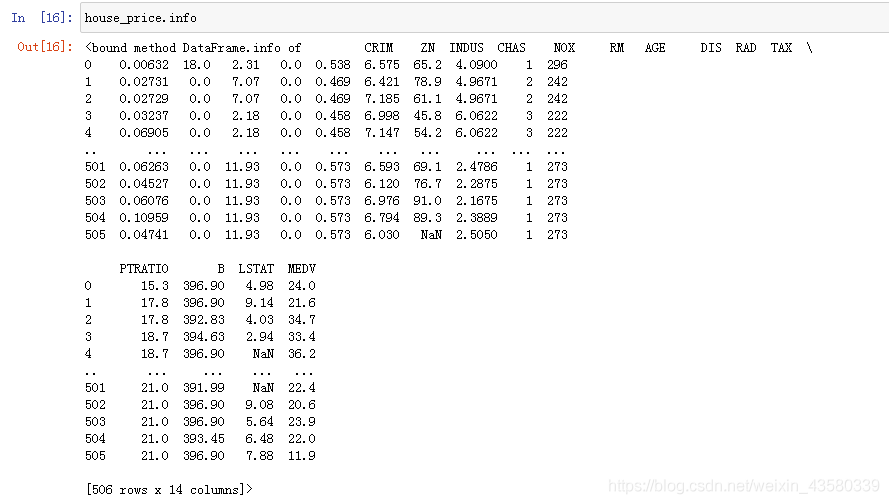 In [16]: house_price.info
Out[16]: <bound method DataFrame.info of         CRIM    ZN  INDUS  CHAS    NOX     RM   AGE     DIS  RAD  TAX  \
0    0.00632  18.0   2.31   0.0  0.538  6.575  65.2  4.0900    1  296
1    0.02731   0.0   7.07   0.0  0.469  6.421  78.9  4.9671    2  242
2    0.02729   0.0   7.07   0.0  0.469  7.185  61.1  4.9671    2  242
3    0.03237   0.0   2.18   0.0  0.458  6.998  45.8  6.0622    3  222
4    0.06905   0.0   2.18   0.0  0.458  7.147  54.2  6.0622    3  222
..       ...   ...    ...   ...    ...    ...   ...     ...  ...  ...
501  0.06263   0.0  11.93   0.0  0.573  6.593  69.1  2.4786    1  273
502  0.04527   0.0  11.93   0.0  0.573  6.120  76.7  2.2875    1  273
503  0.06076   0.0  11.93   0.0  0.573  6.976  91.0  2.1675    1  273
504  0.10959   0.0  11.93   0.0  0.573  6.794  89.3  2.3889    1  273
505  0.04741   0.0  11.93   0.0  0.573  6.030   NaN  2.5050    1  273
     PTRATIO       B  LSTAT  MEDV
0       15.3  396.90   4.98  24.0
1       17.8  396.90   9.14  21.6
2       17.8  392.83   4.03  34.7
3       18.7  394.63   2.94  33.4
4       18.7  396.90    NaN  36.2
..       ...     ...    ...   ...
501     21.0  391.99    NaN  22.4
502     21.0  396.90   9.08  20.6
503     21.0  396.90   5.64  23.9
504     21.0  393.45   6.48  22.0
505     21.0  396.90   7.88  11.9
[506 rows x 14 columns]>
https://blog.csdn.net/weixin_43580339